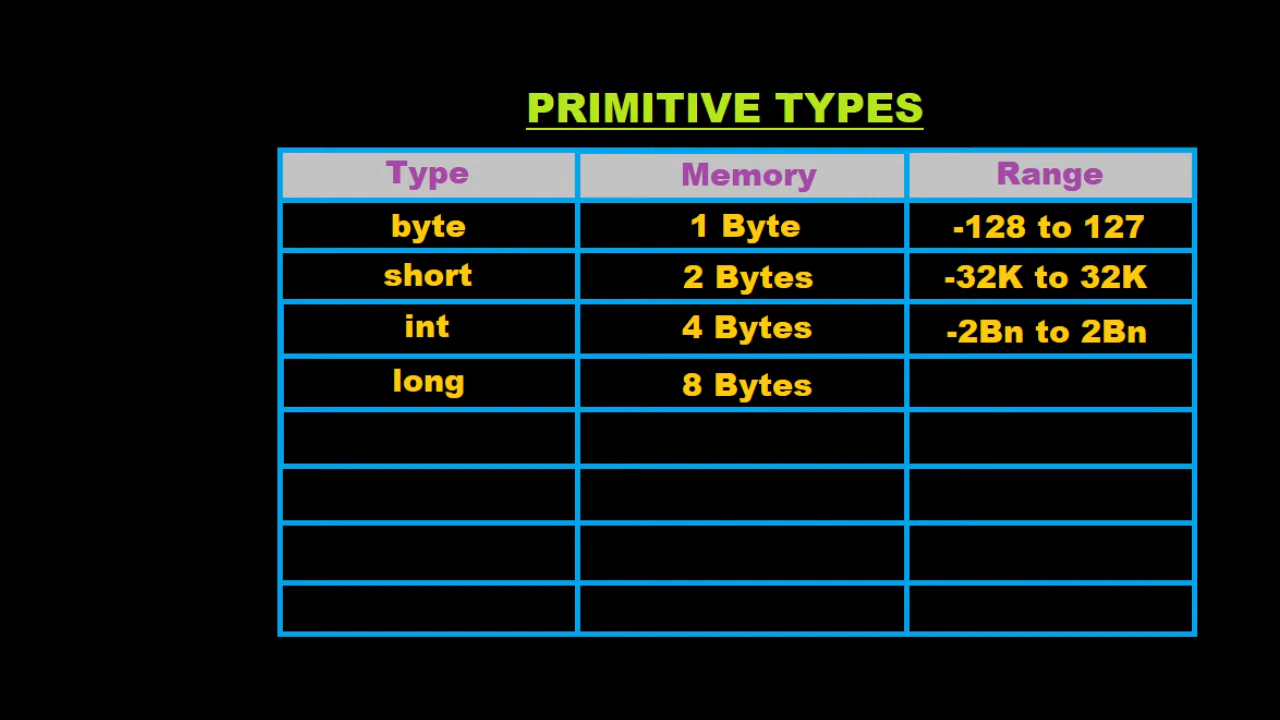 PRIMITIVE TYPES
Type Memory Range
byte 1 Byte -128 to 127
short 2 Bytes -32K to 32K
int 4 Bytes -2Bn to 2Bn
long 8 Bytes